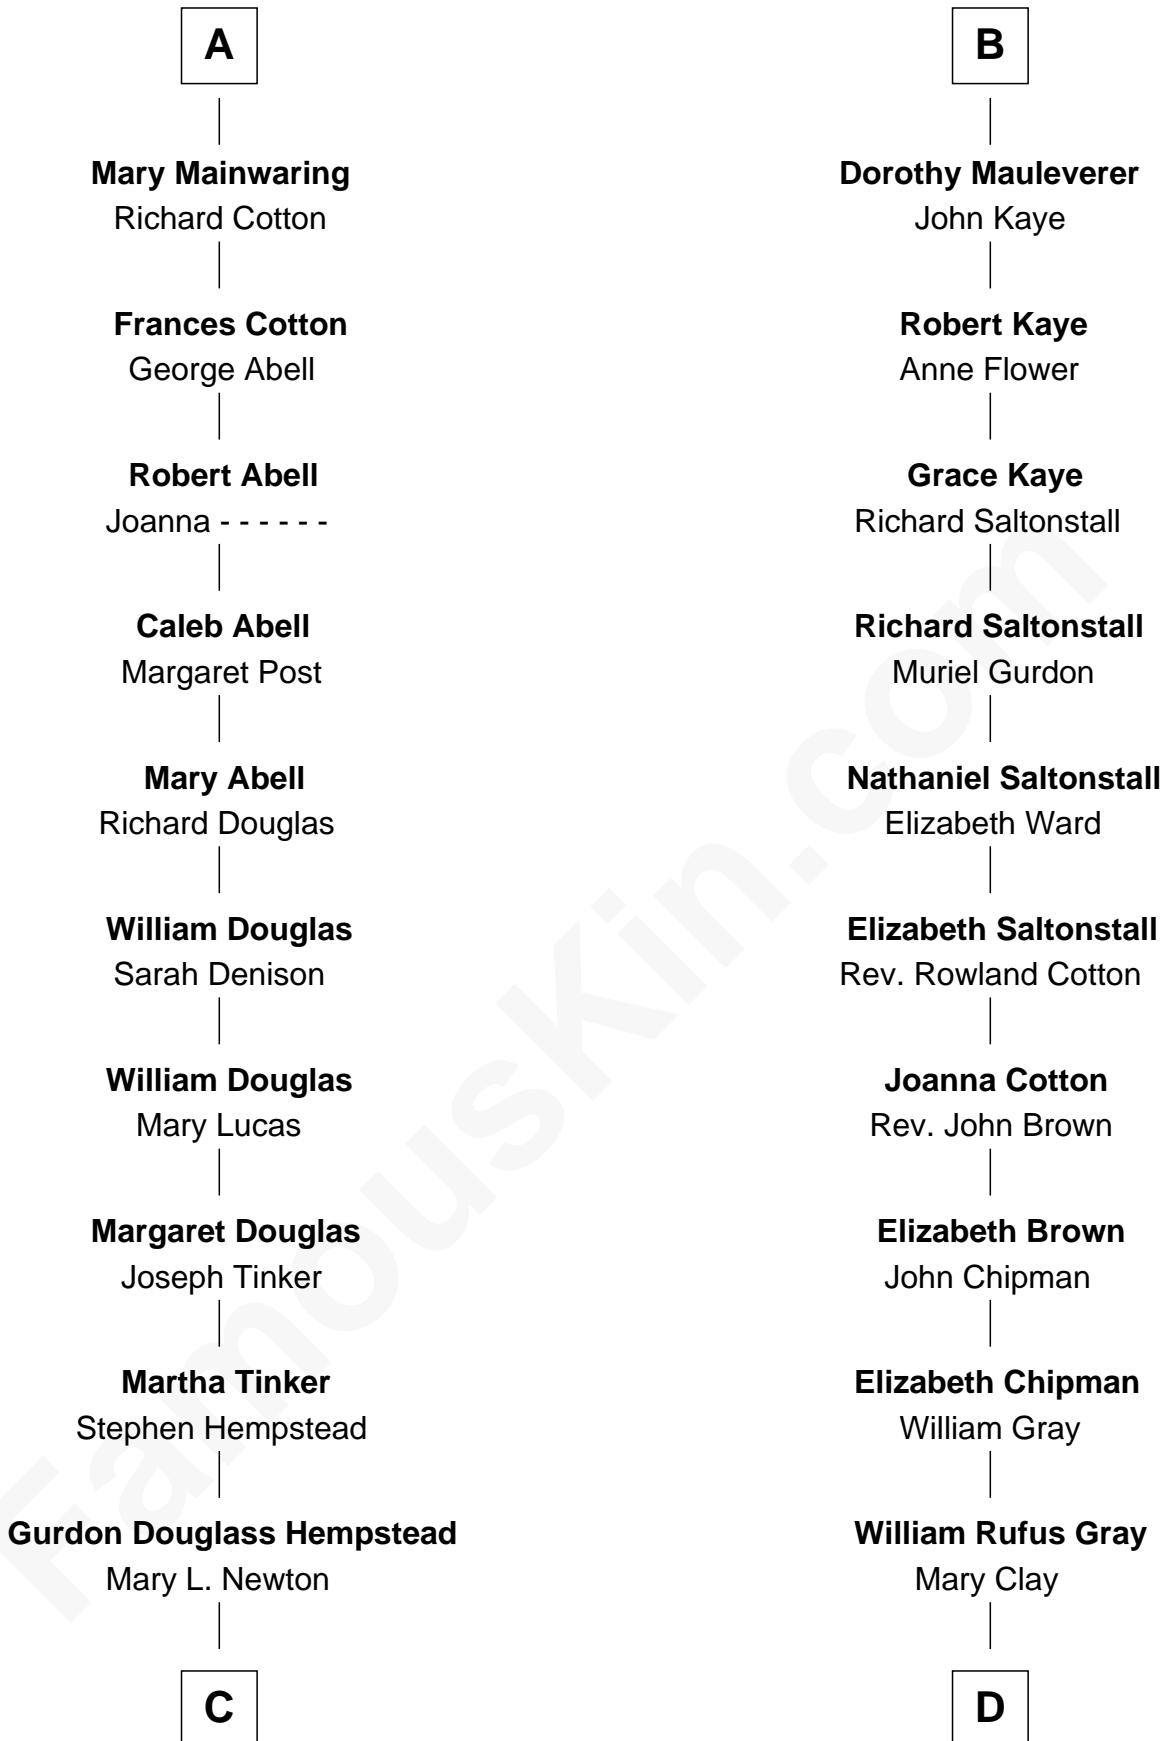 A
Mary Mainwaring
Richard Cotton
Frances Cotton
George Abell
Robert Abell
Joanna - - - - - -
Caleb Abell
Margaret Post
Mary Abell
Richard Douglas
William Douglas
Sarah Denison
William Douglas
Mary Lucas
Margaret Douglas
Joseph Tinker
Martha Tinker
Stephen Hempstead
Gurdon Douglass Hempstead
Mary L. Newton
C
B
Dorothy Mauleverer
John Kaye
Robert Kaye
Anne Flower
Grace Kaye
Richard Saltonstall
Richard Saltonstall
Muriel Gurdon
Nathaniel Saltonstall
Elizabeth Ward
Elizabeth Saltonstall
Rev. Rowland Cotton
Joanna Cotton
Rev. John Brown
Elizabeth Brown
John Chipman
Elizabeth Chipman
William Gray
William Rufus Gray
Mary Clay
D
FamousKin.com